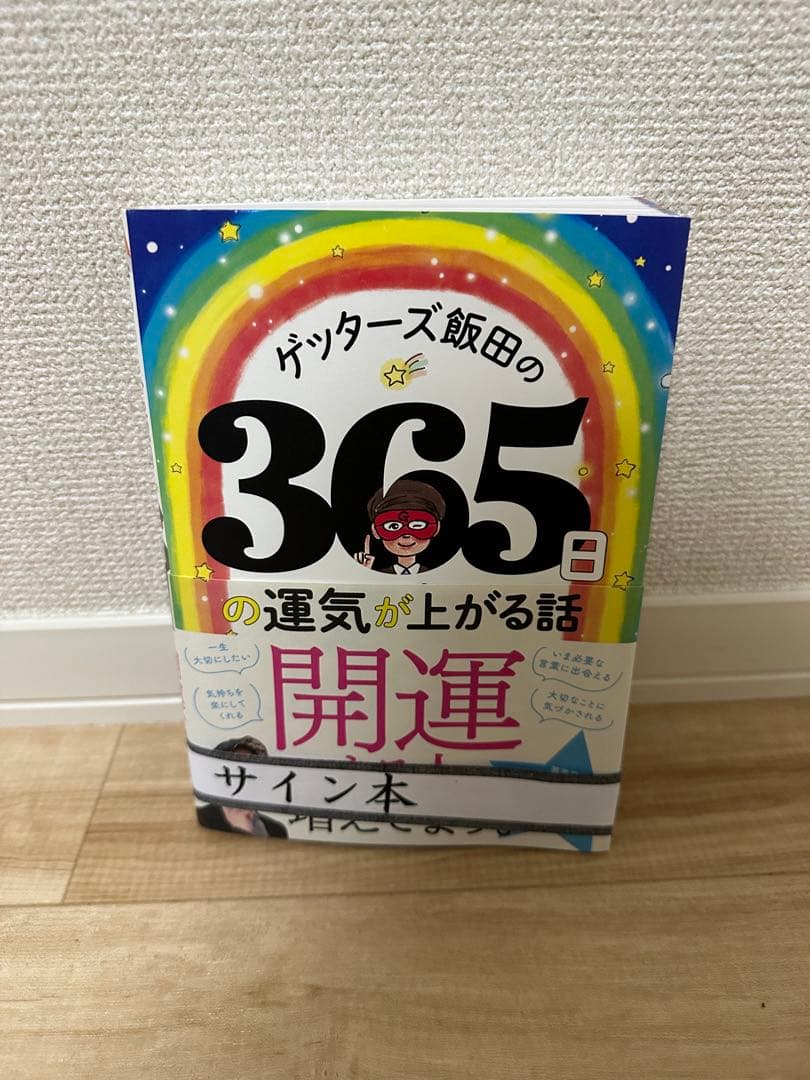 ゲッターズ飯田の
365日
の運気が上がる話
一生
大切にしたい
気持ちを
楽にして
くれる
いま必要な
言葉に出会える
大切なことに
気づかされる
開運
サイン本